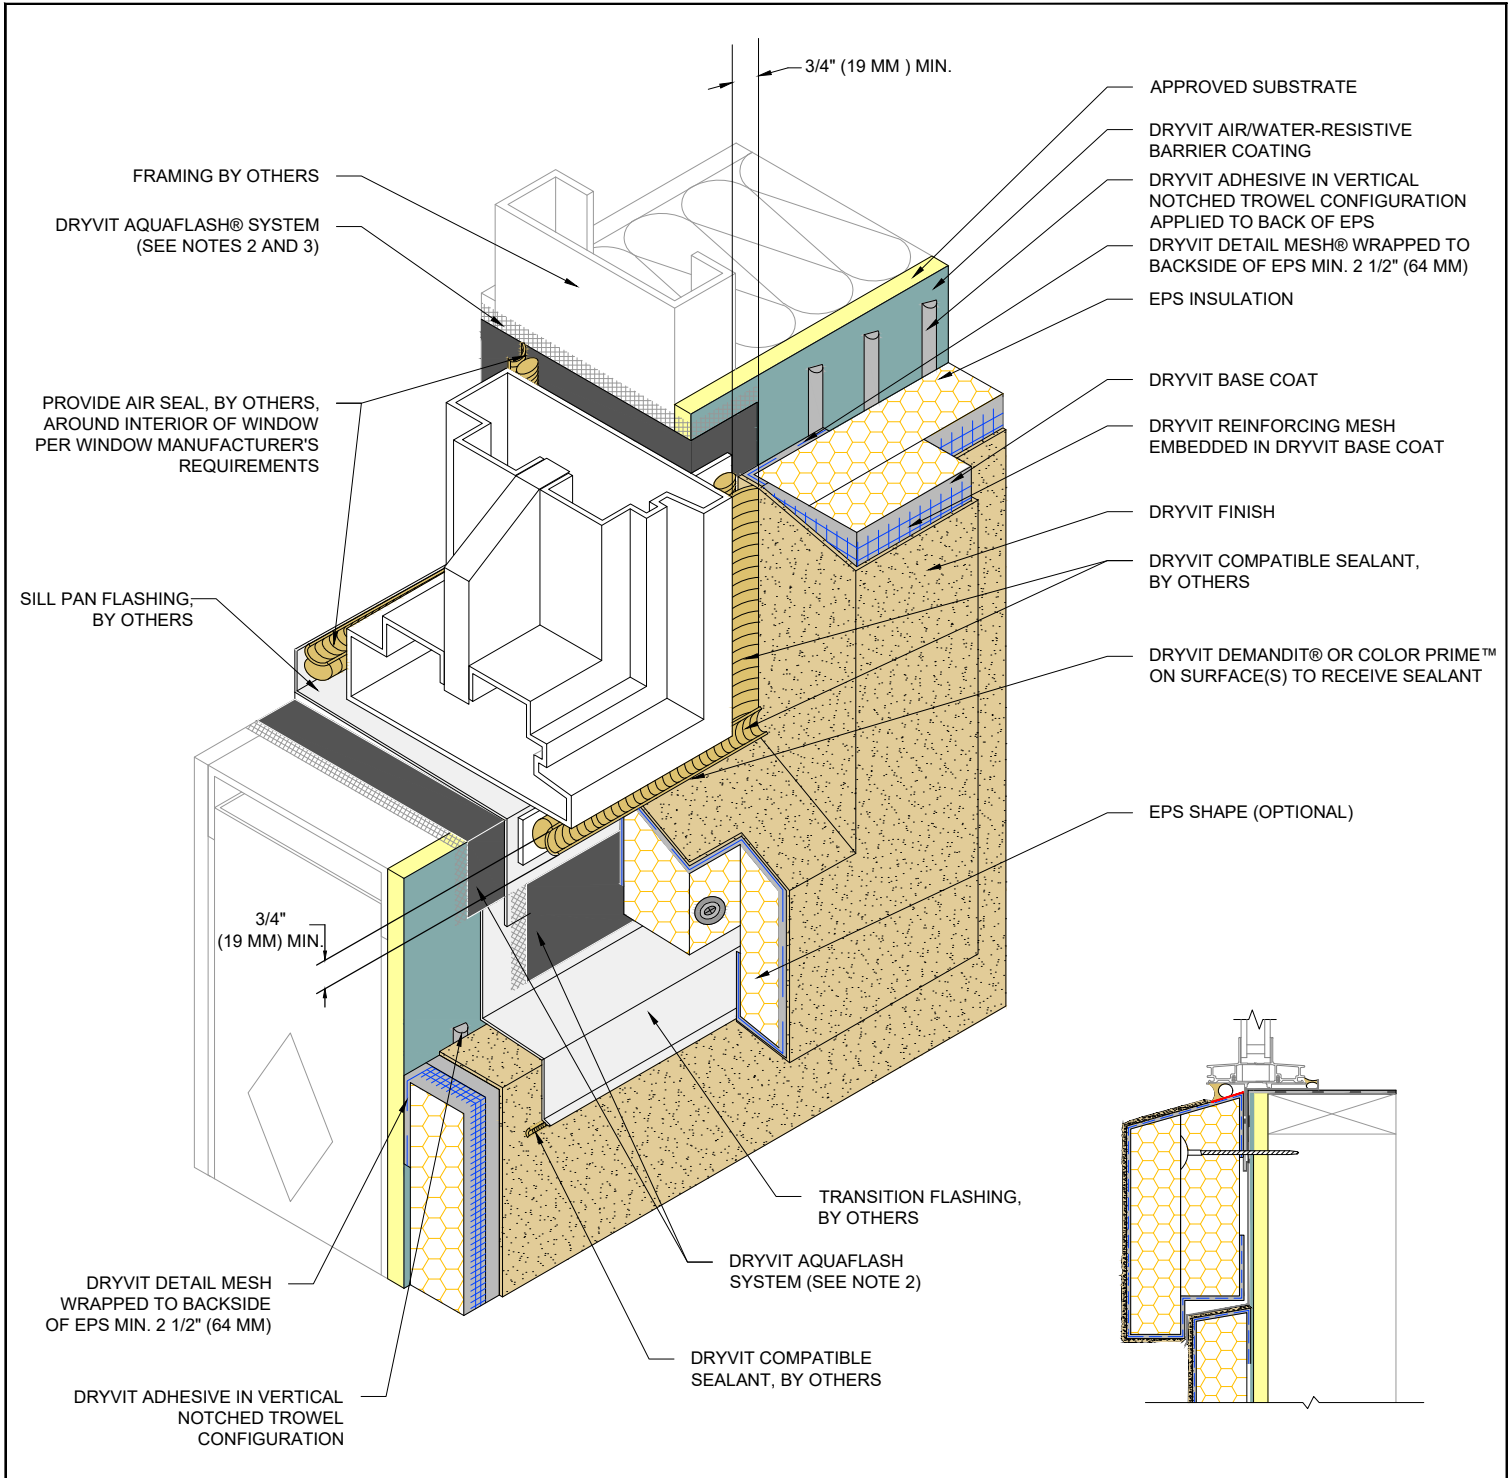 3/4" (19 MM ) MIN.
FRAMING BY OTHERS
DRYVIT AQUAFLASH® SYSTEM
(SEE NOTES 2 AND 3)
PROVIDE AIR SEAL, BY OTHERS,
AROUND INTERIOR OF WINDOW
PER WINDOW MANUFACTURER'S
REQUIREMENTS
SILL PAN FLASHING,
BY OTHERS
3/4"
(19 MM) MIN.
DRYVIT DETAIL MESH
WRAPPED TO BACKSIDE
OF EPS MIN. 2 1/2" (64 MM)
DRYVIT ADHESIVE IN VERTICAL
NOTCHED TROWEL
CONFIGURATION
APPROVED SUBSTRATE
DRYVIT AIR/WATER-RESISTIVE
BARRIER COATING
DRYVIT ADHESIVE IN VERTICAL
NOTCHED TROWEL CONFIGURATION
APPLIED TO BACK OF EPS
DRYVIT DETAIL MESH® WRAPPED TO
BACKSIDE OF EPS MIN. 2 1/2" (64 MM)
EPS INSULATION
DRYVIT BASE COAT
DRYVIT REINFORCING MESH
EMBEDDED IN DRYVIT BASE COAT
DRYVIT FINISH
DRYVIT COMPATIBLE SEALANT,
BY OTHERS
DRYVIT DEMANDIT® OR COLOR PRIME™
ON SURFACE(S) TO RECEIVE SEALANT
EPS SHAPE (OPTIONAL)
TRANSITION FLASHING,
BY OTHERS
DRYVIT AQUAFLASH
SYSTEM (SEE NOTE 2)
DRYVIT COMPATIBLE
SEALANT, BY OTHERS